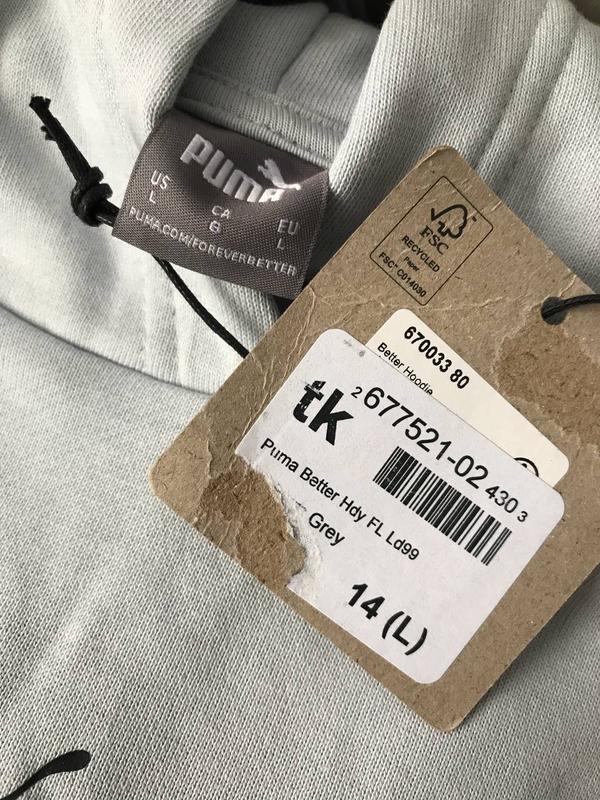 PUMA
US
L
CA
G
EU
L
PUMA.COM/FOREVERBETTER
FSC
RECYCLED
Paper
FSC® C014030
670033 80
Better Hoodie
tk
2 677521-02 430 3
Puma Better Hdy FL Ld99
Grey
14 (L)